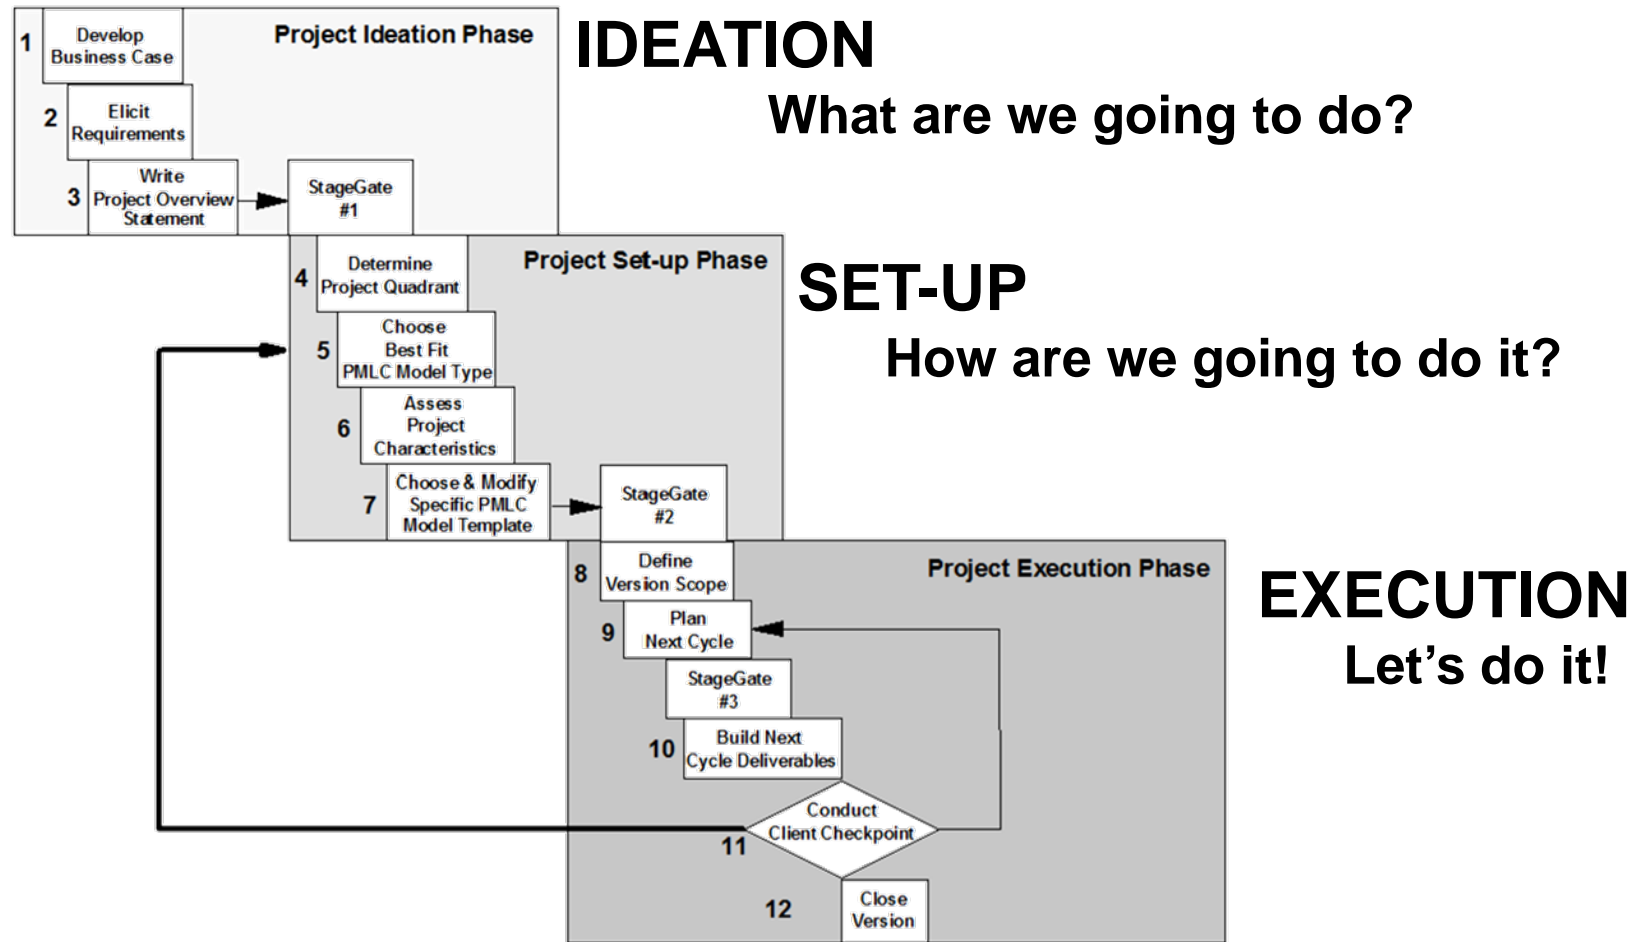 1
Develop
Business Case
Project Ideation Phase
IDEATION
What are we going to do?
2
Elicit
Requirements
3
Write
Project Overview
Statement
StageGate
#1
Project Set-up Phase
SET-UP
How are we going to do it?
4
Determine
Project Quadrant
5
Choose
Best Fit
PMLC Model Type
6
Assess
Project
Characteristics
7
Choose & Modify
Specific PMLC
Model Template
StageGate
#2
Project Execution Phase
EXECUTION
Let’s do it!
8
Define
Version Scope
9
Plan
Next Cycle
StageGate
#3
10
Build Next
Cycle Deliverables
11
Conduct
Client Checkpoint
12
Close
Version